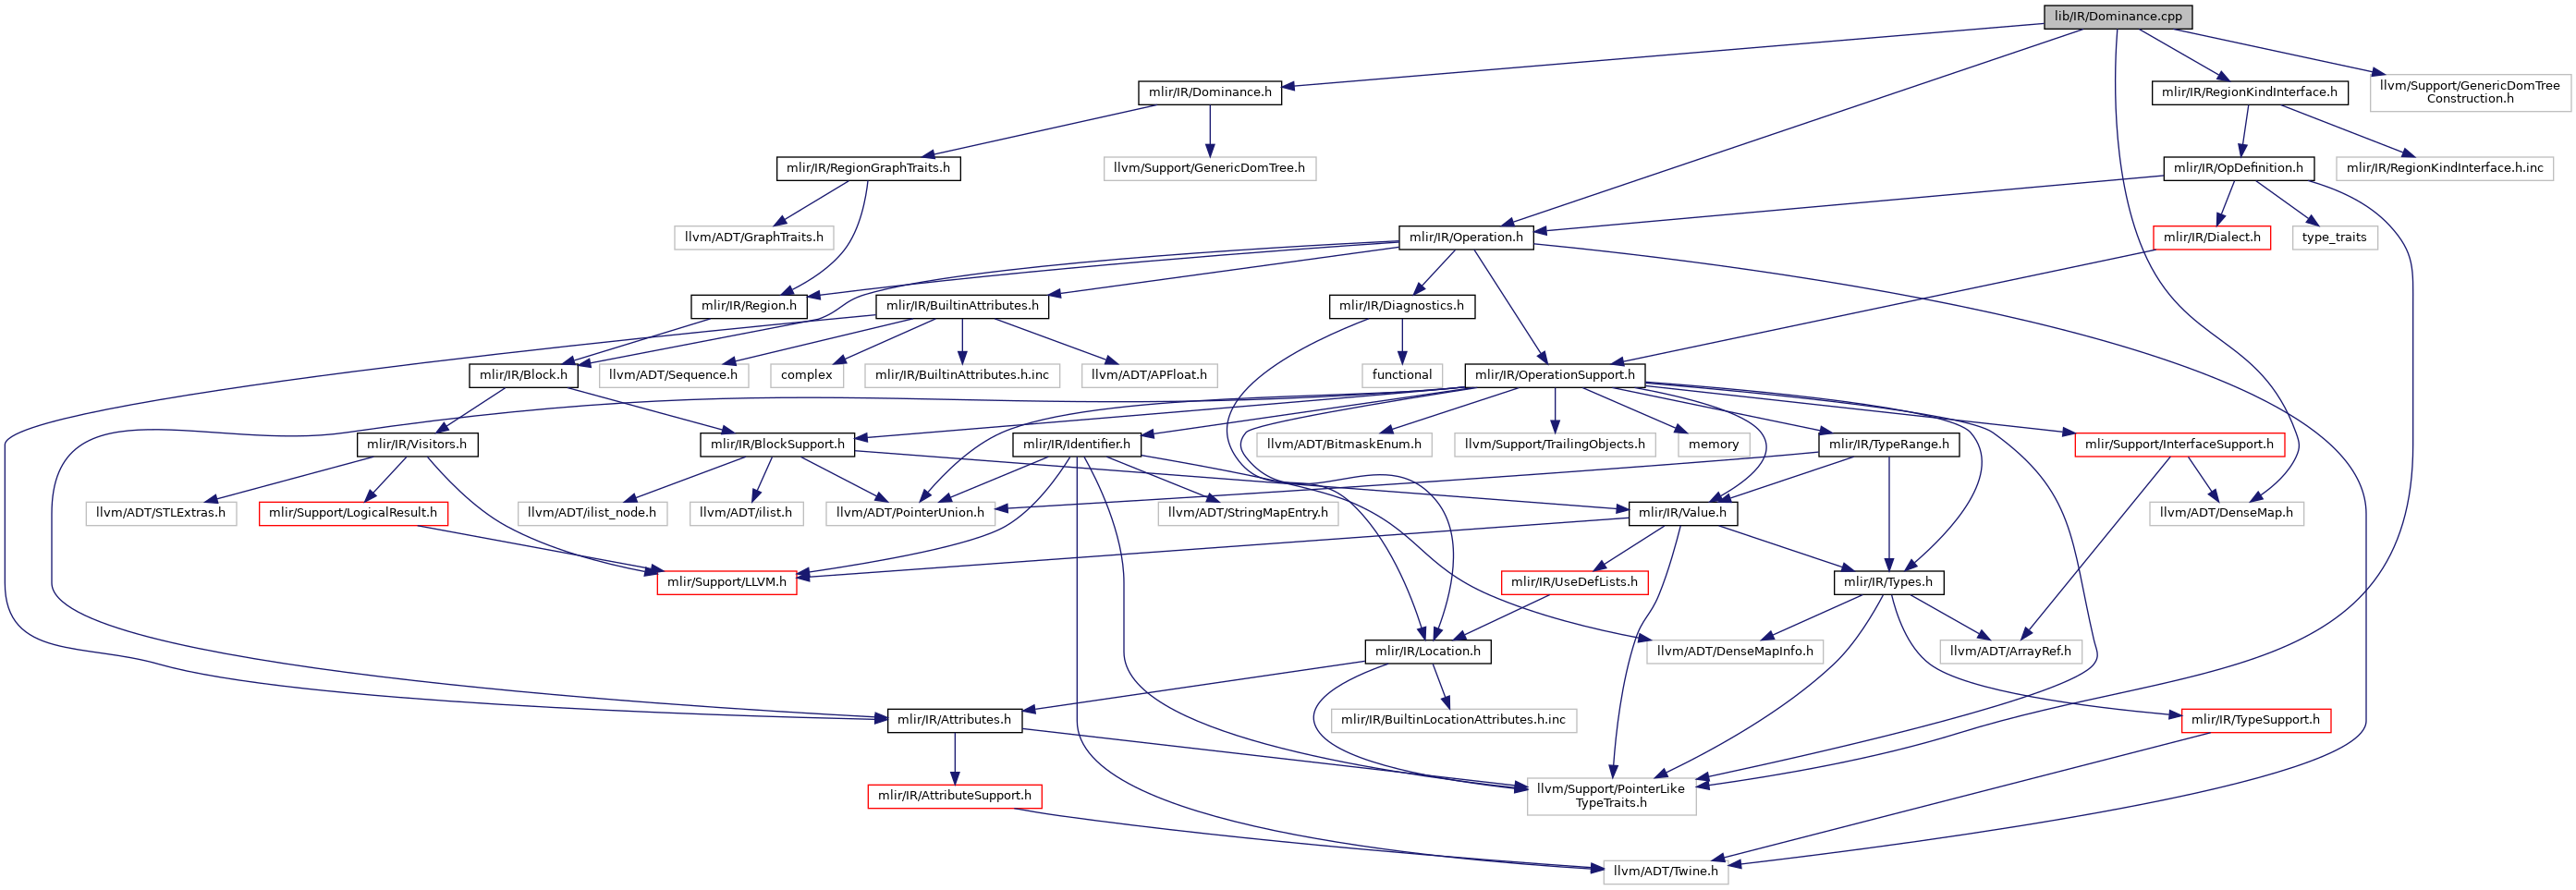 lib/IR/Dominance.cpp
mlir/IR/Dominance.h
mlir/IR/RegionKindInterface.h
llvm/Support/GenericDomTree
Construction.h
mlir/IR/RegionGraphTraits.h
llvm/Support/GenericDomTree.h
mlir/IR/OpDefinition.h
mlir/IR/RegionKindInterface.h.inc
llvm/ADT/GraphTraits.h
mlir/IR/Operation.h
mlir/IR/Dialect.h
type_traits
mlir/IR/Region.h
mlir/IR/BuiltinAttributes.h
mlir/IR/Diagnostics.h
mlir/IR/Block.h
llvm/ADT/Sequence.h
complex
mlir/IR/BuiltinAttributes.h.inc
llvm/ADT/APFloat.h
functional
mlir/IR/OperationSupport.h
mlir/IR/Visitors.h
mlir/IR/BlockSupport.h
mlir/IR/Identifier.h
llvm/ADT/BitmaskEnum.h
llvm/Support/TrailingObjects.h
memory
mlir/IR/TypeRange.h
mlir/Support/InterfaceSupport.h
llvm/ADT/STLExtras.h
mlir/Support/LogicalResult.h
llvm/ADT/ilist_node.h
llvm/ADT/ilist.h
llvm/ADT/PointerUnion.h
llvm/ADT/StringMapEntry.h
mlir/IR/Value.h
llvm/ADT/DenseMap.h
mlir/Support/LLVM.h
mlir/IR/UseDefLists.h
mlir/IR/Types.h
mlir/IR/Location.h
llvm/ADT/DenseMapInfo.h
llvm/ADT/ArrayRef.h
mlir/IR/Attributes.h
mlir/IR/BuiltinLocationAttributes.h.inc
mlir/IR/TypeSupport.h
mlir/IR/AttributeSupport.h
llvm/Support/PointerLike
TypeTraits.h
llvm/ADT/Twine.h